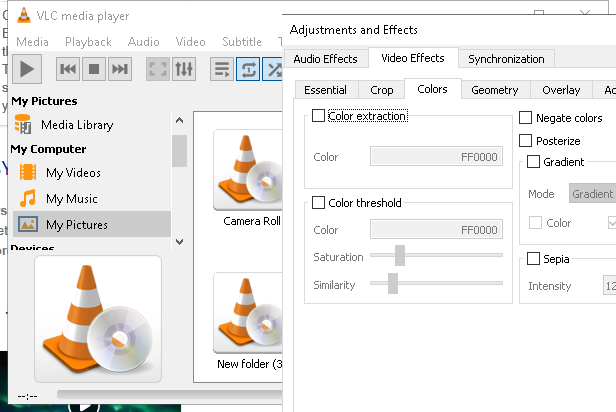 VLC media player
Media Playback Audio Video Subtitle T
My Pictures
Media Library
My Computer
My Videos
My Music
My Pictures
Devices
Camera Roll
New folder (3
--:--
Adjustments and Effects
Audio Effects Video Effects Synchronization
Essential Crop Colors Geometry Overlay
Color extraction
Color FF0000
Color threshold
Color FF0000
Saturation
Similarity
Negate colors
Posterize
Gradient
Mode Gradient
Color
Sepia
Intensity 12